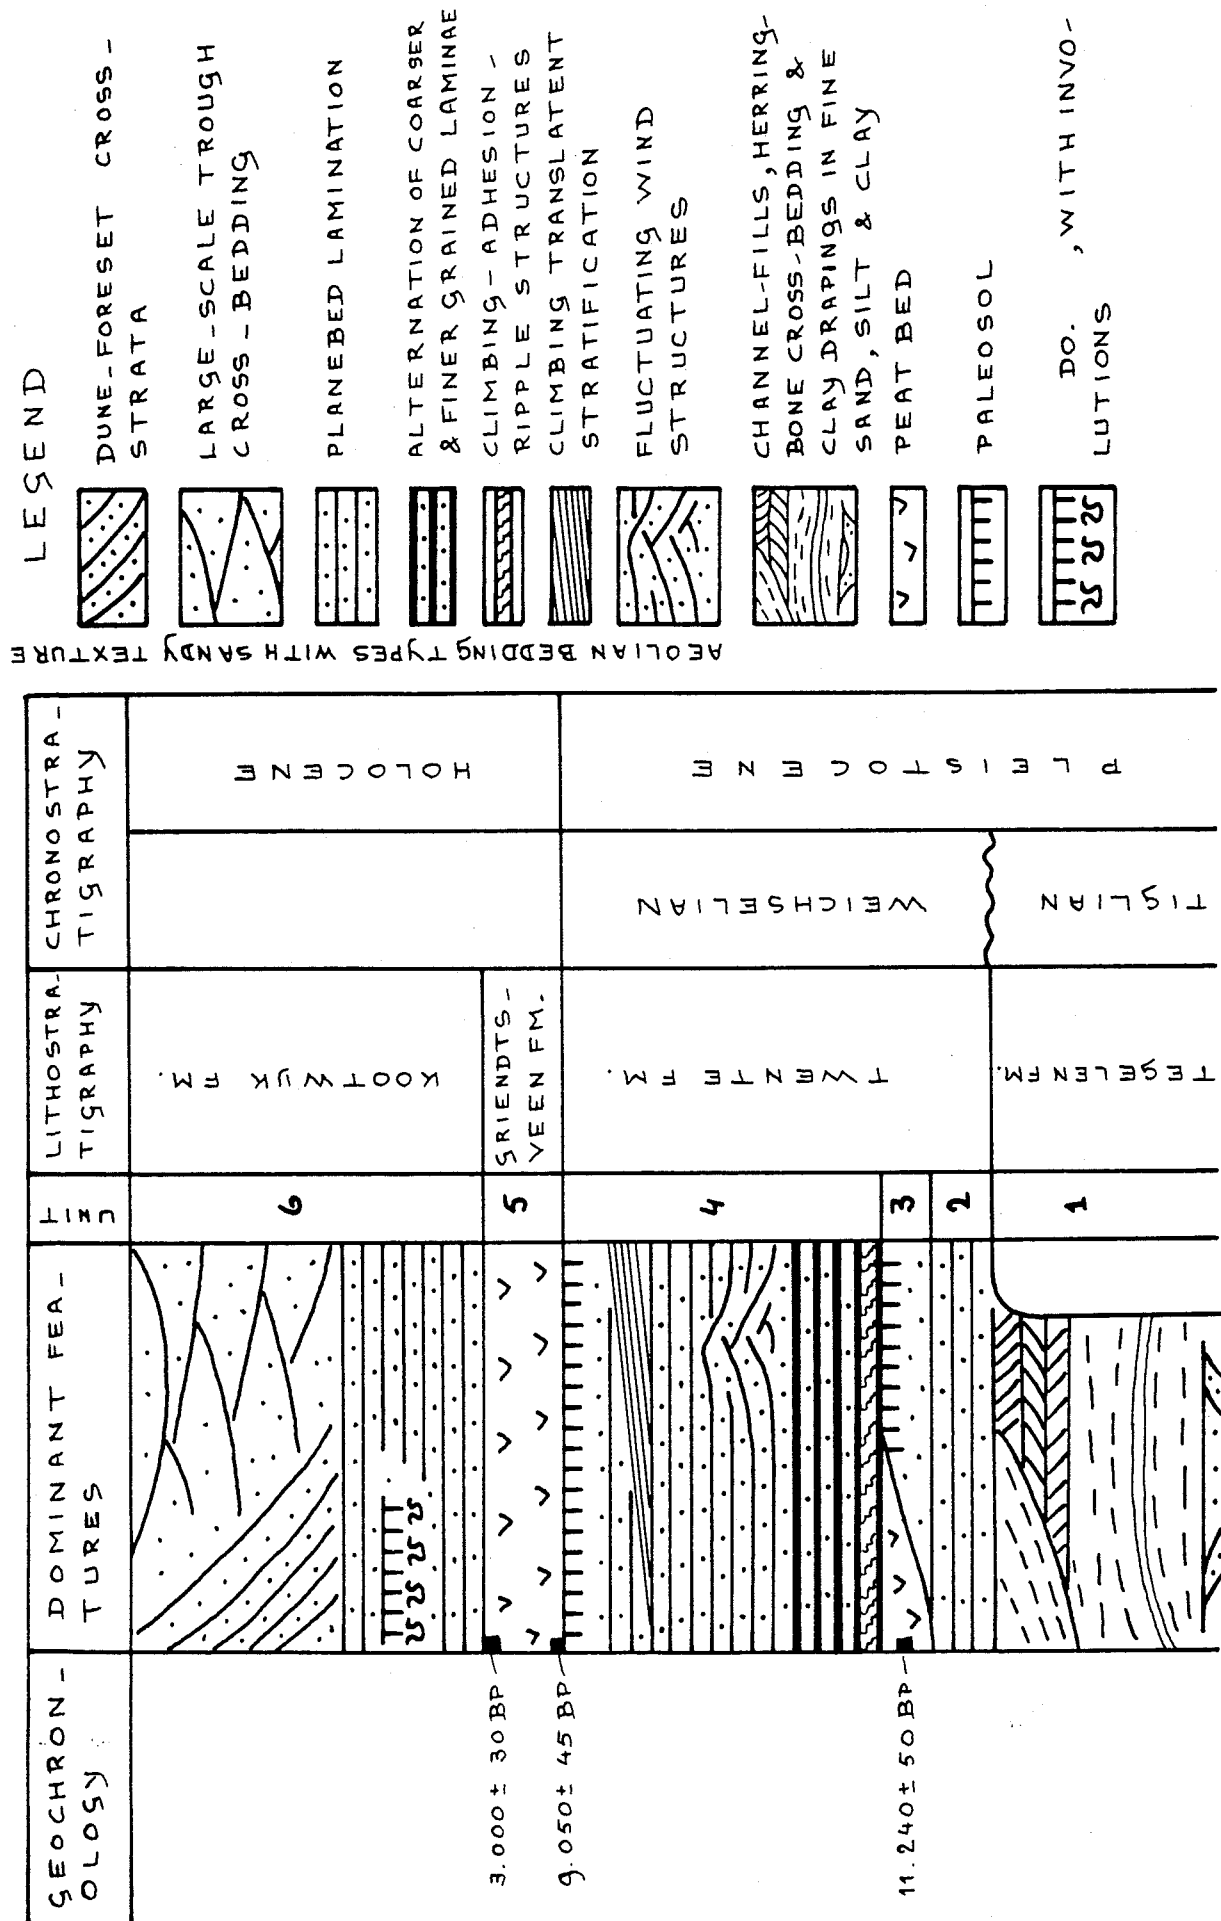 GEOCHRON-
OLOGY
DOMINANT FEA-
TURES
UNIT
LITHOSTRA-
TIGRAPHY
CHRONOSTRA-
TIGRAPHY
3.000 ± 30 BP
9.050 ± 45 BP
11.240 ± 50 BP
6
5
4
3
2
1
KOOTWIJK FM.
GRIENDTS-
VEEN FM.
TWENTE FM.
TEGELEN FM.
WEICHSELIAN
TIGLIAN
HOLOCENE
PLEISTOCENE
LEGEND
AEOLIAN BEDDING TYPES WITH SANDY TEXTURE
DUNE-FORESET CROSS-
STRATA
LARGE-SCALE TROUGH
CROSS-BEDDING
PLANEBED LAMINATION
ALTERNATION OF COARSER
& FINER GRAINED LAMINAE
CLIMBING-ADHESION-
RIPPLE STRUCTURES
CLIMBING TRANSLATENT
STRATIFICATION
FLUCTUATING WIND
STRUCTURES
CHANNEL-FILLS, HERRING-
BONE CROSS-BEDDING &
CLAY DRAPINGS IN FINE
SAND, SILT & CLAY
PEAT BED
PALEOSOL
DO. , WITH INVO-
LUTIONS